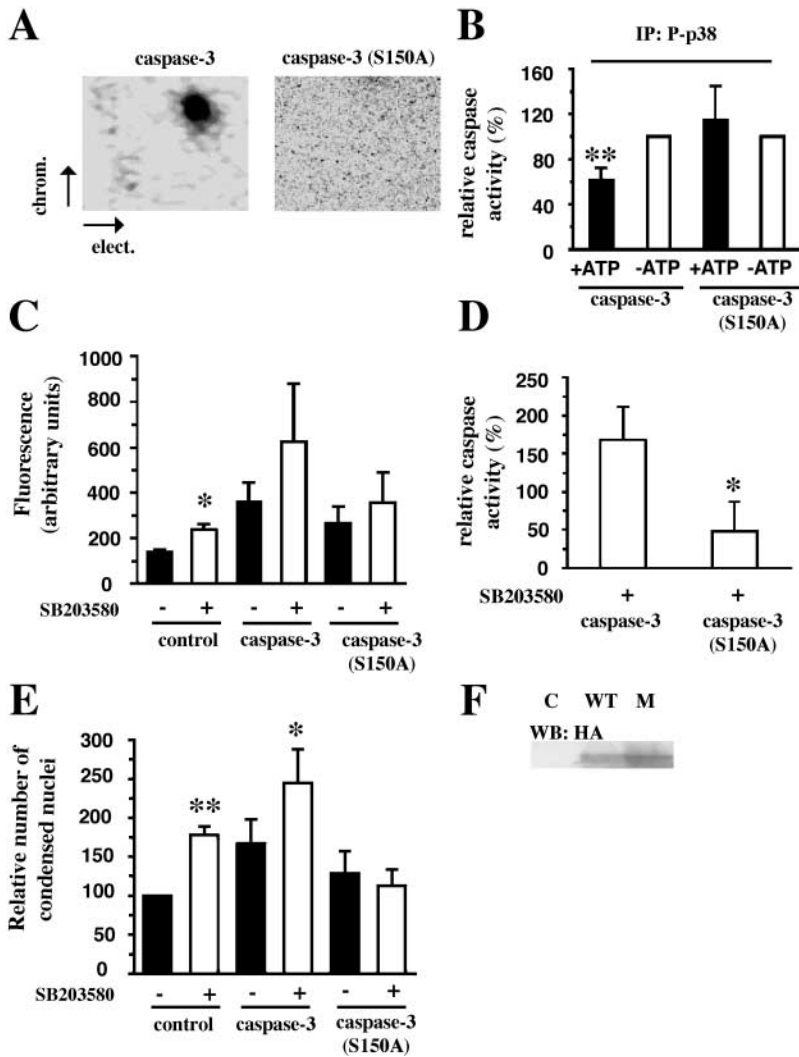 A
caspase-3
caspase-3 (S150A)
chrom.
elect.
B
IP: P-p38
relative caspase
activity (%)
160
120
80
40
0
**
+ATP -ATP +ATP -ATP
caspase-3
caspase-3
(S150A)
C
Fluorescence
(arbitrary units)
1000
800
600
400
200
0
*
SB203580 - + - + - +
control
caspase-3
caspase-3
(S150A)
D
relative caspase
activity (%)
250
200
150
100
50
0
*
SB203580 + +
caspase-3
caspase-3
(S150A)
E
Relative number of
condensed nuclei
300
250
200
150
100
50
0
**
*
SB203580 - + - + - +
control
caspase-3
caspase-3
(S150A)
F
C WT M
WB: HA